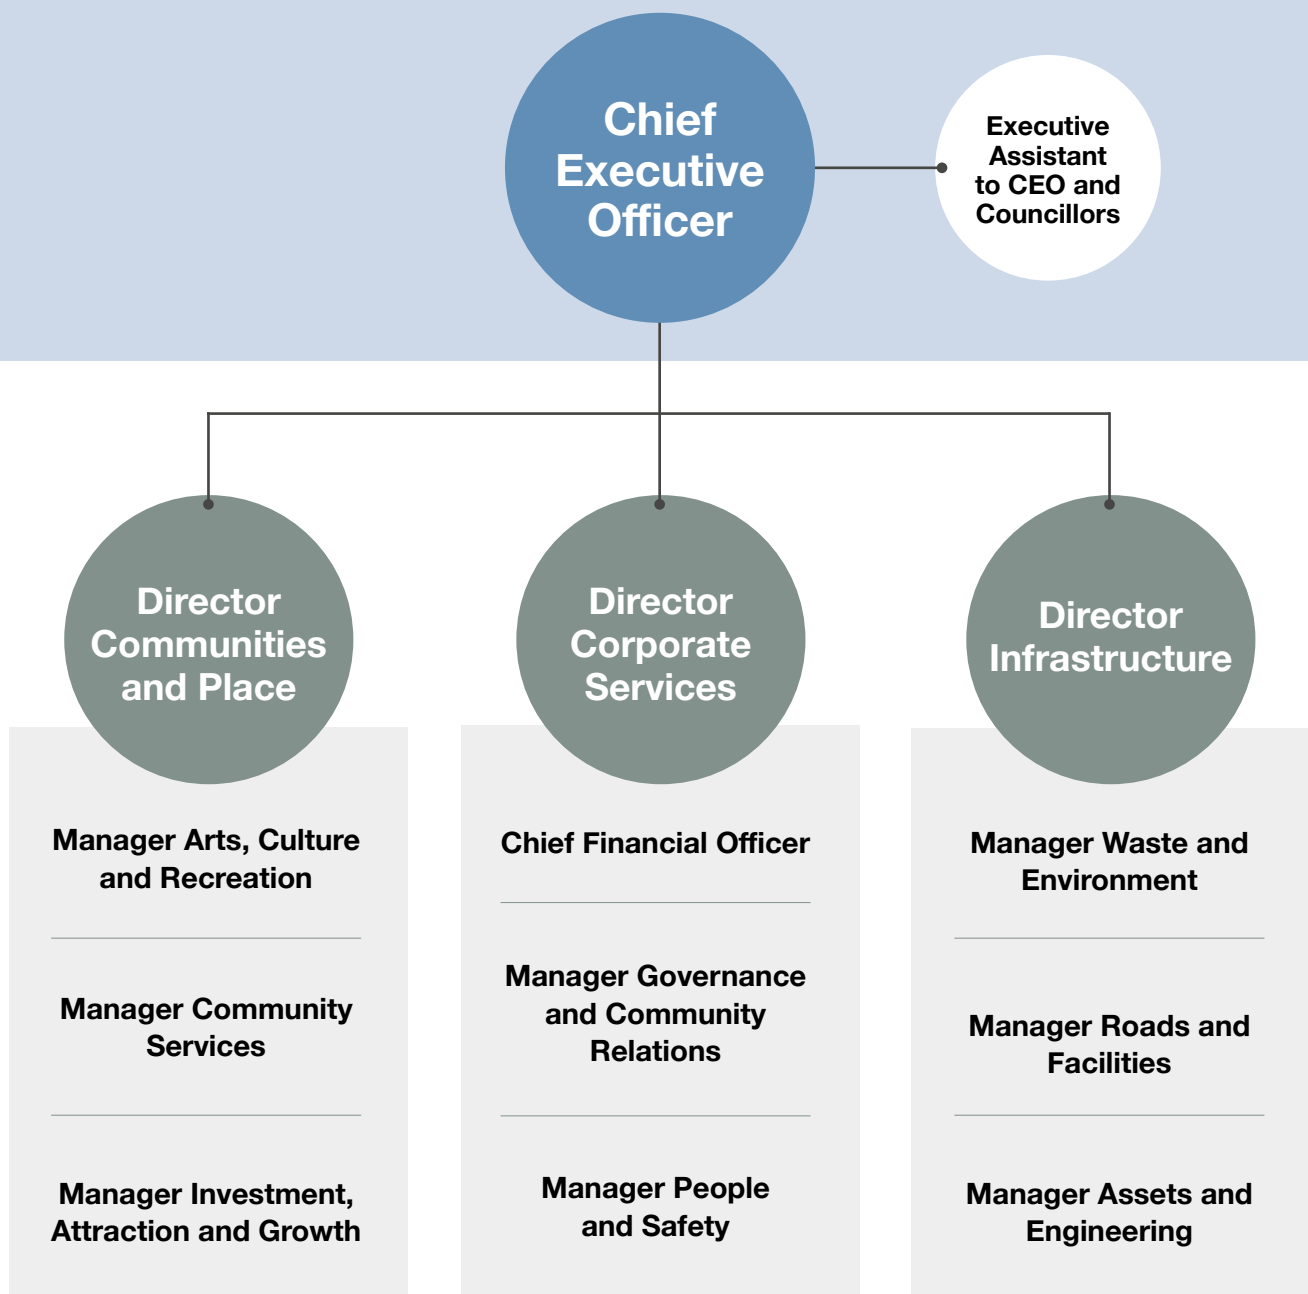 Chief
Executive
Officer
Executive
Assistant
to CEO and
Councillors
Director
Communities
and Place
Manager Arts, Culture
and Recreation
Manager Community
Services
Manager Investment,
Attraction and Growth
Director
Corporate
Services
Chief Financial Officer
Manager Governance
and Community
Relations
Manager People
and Safety
Director
Infrastructure
Manager Waste and
Environment
Manager Roads and
Facilities
Manager Assets and
Engineering